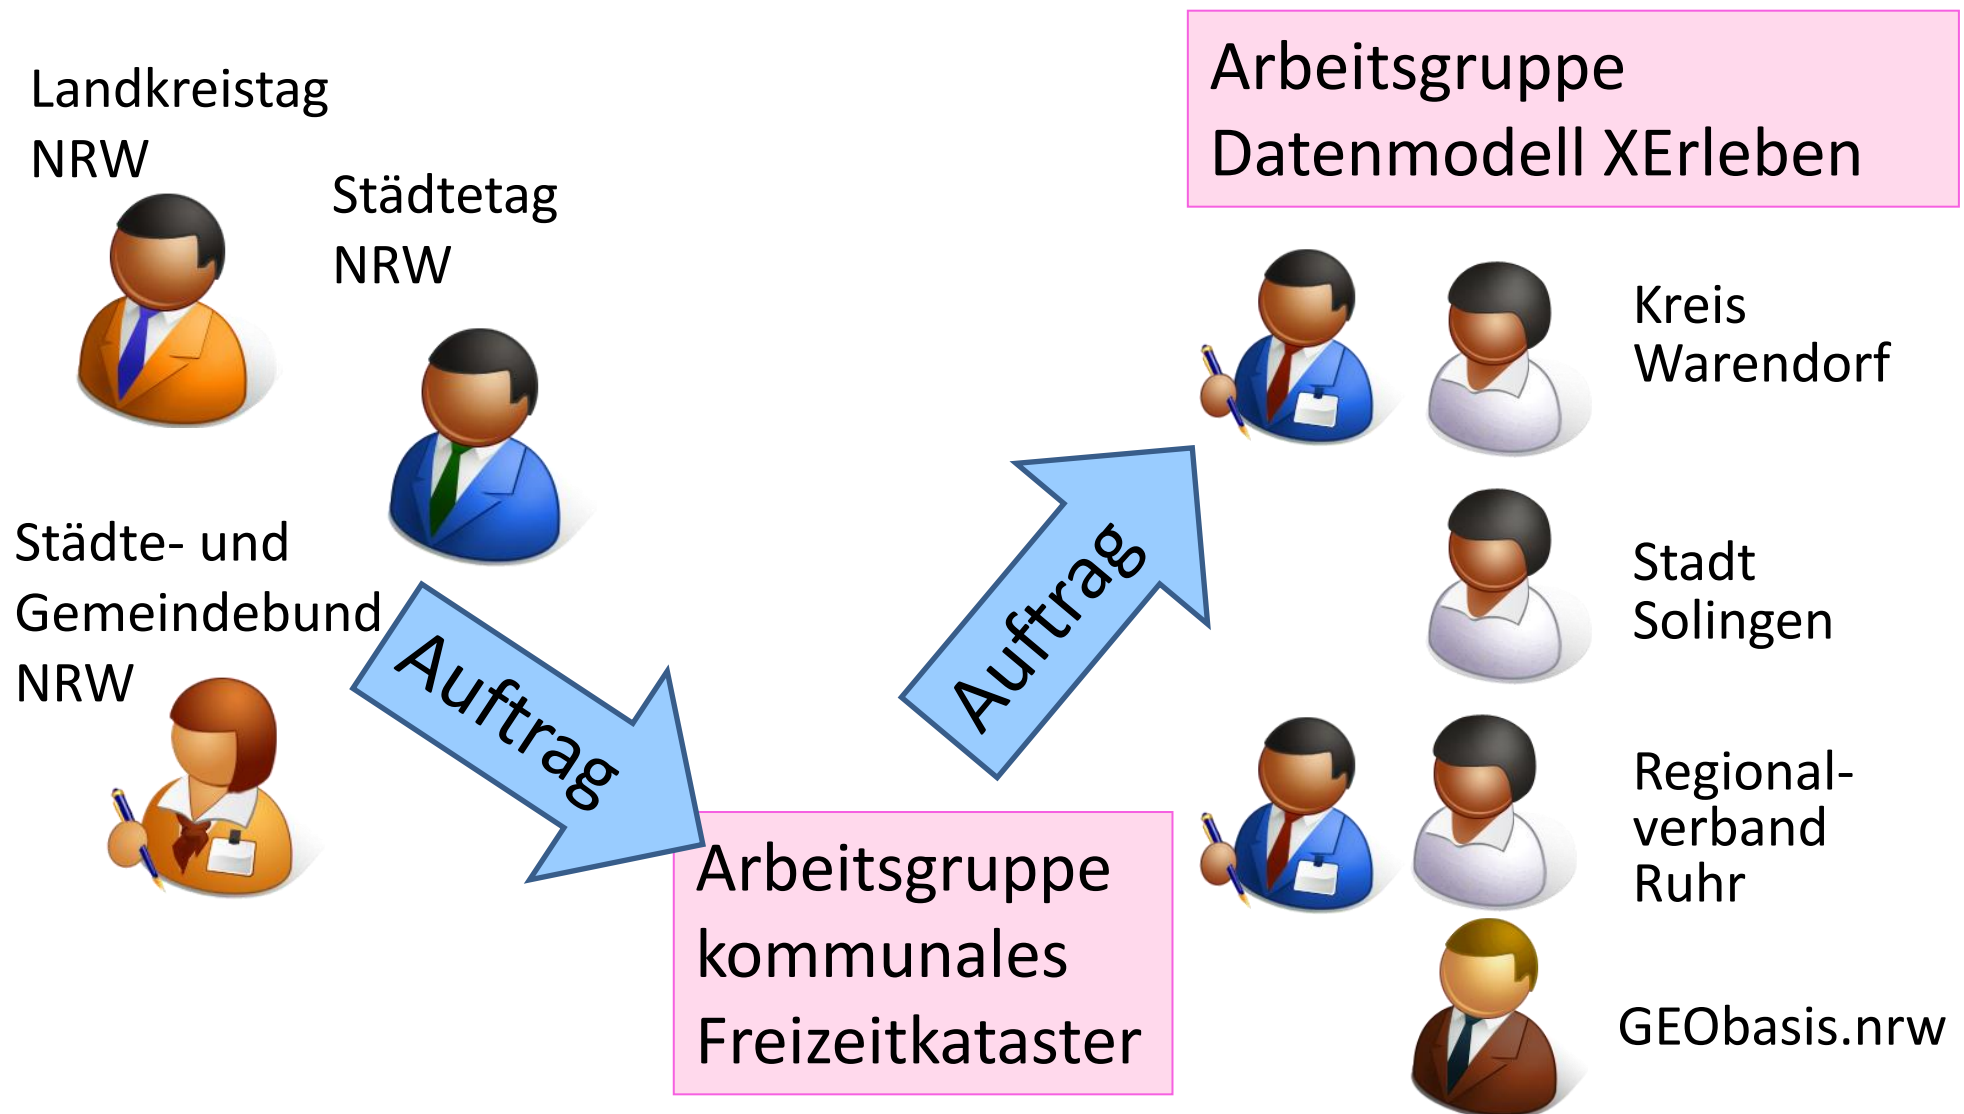 Landkreistag
NRW
Städtetag
NRW
Städte- und
Gemeindebund
NRW
Auftrag
Arbeitsgruppe
kommunales
Freizeitkataster
Auftrag
Arbeitsgruppe
Datenmodell XErleben
Kreis
Warendorf
Stadt
Solingen
Regional-
verband
Ruhr
GEObasis.nrw